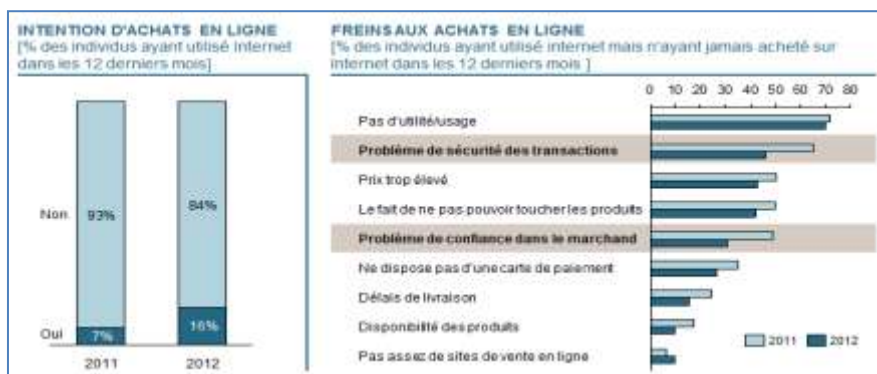 INTENTION D'ACHATS EN LIGNE
[% des individus ayant utilisé Internet
dans les 12 derniers mois]
Non
93%
84%
Oui
7%
16%
2011
2012
FREINS AUX ACHATS EN LIGNE
[% des individus ayant utilisé internet mais n'ayant jamais acheté sur
internet dans les 12 derniers mois ]
0 10 20 30 40 50 60 70 80
Pas d'utilité/usage
Problème de sécurité des transactions
Prix trop élevé
Le fait de ne pas pouvoir toucher les produits
Problème de confiance dans le marchand
Ne dispose pas d'une carte de paiement
Délais de livraison
Disponibilité des produits
Pas assez de sites de vente en ligne
2011
2012